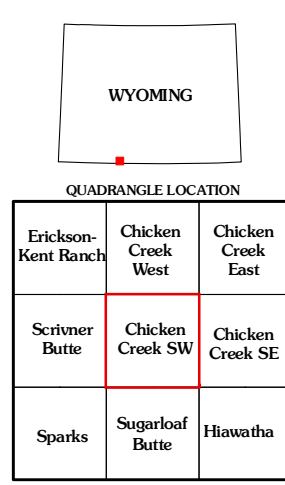 WYOMING
QUADRANGLE LOCATION
Erickson-
Kent Ranch
Chicken
Creek
West
Chicken
Creek
East
Scrivner
Butte
Chicken
Creek SW
Chicken
Creek SE
Sparks
Sugarloaf
Butte
Hiawatha